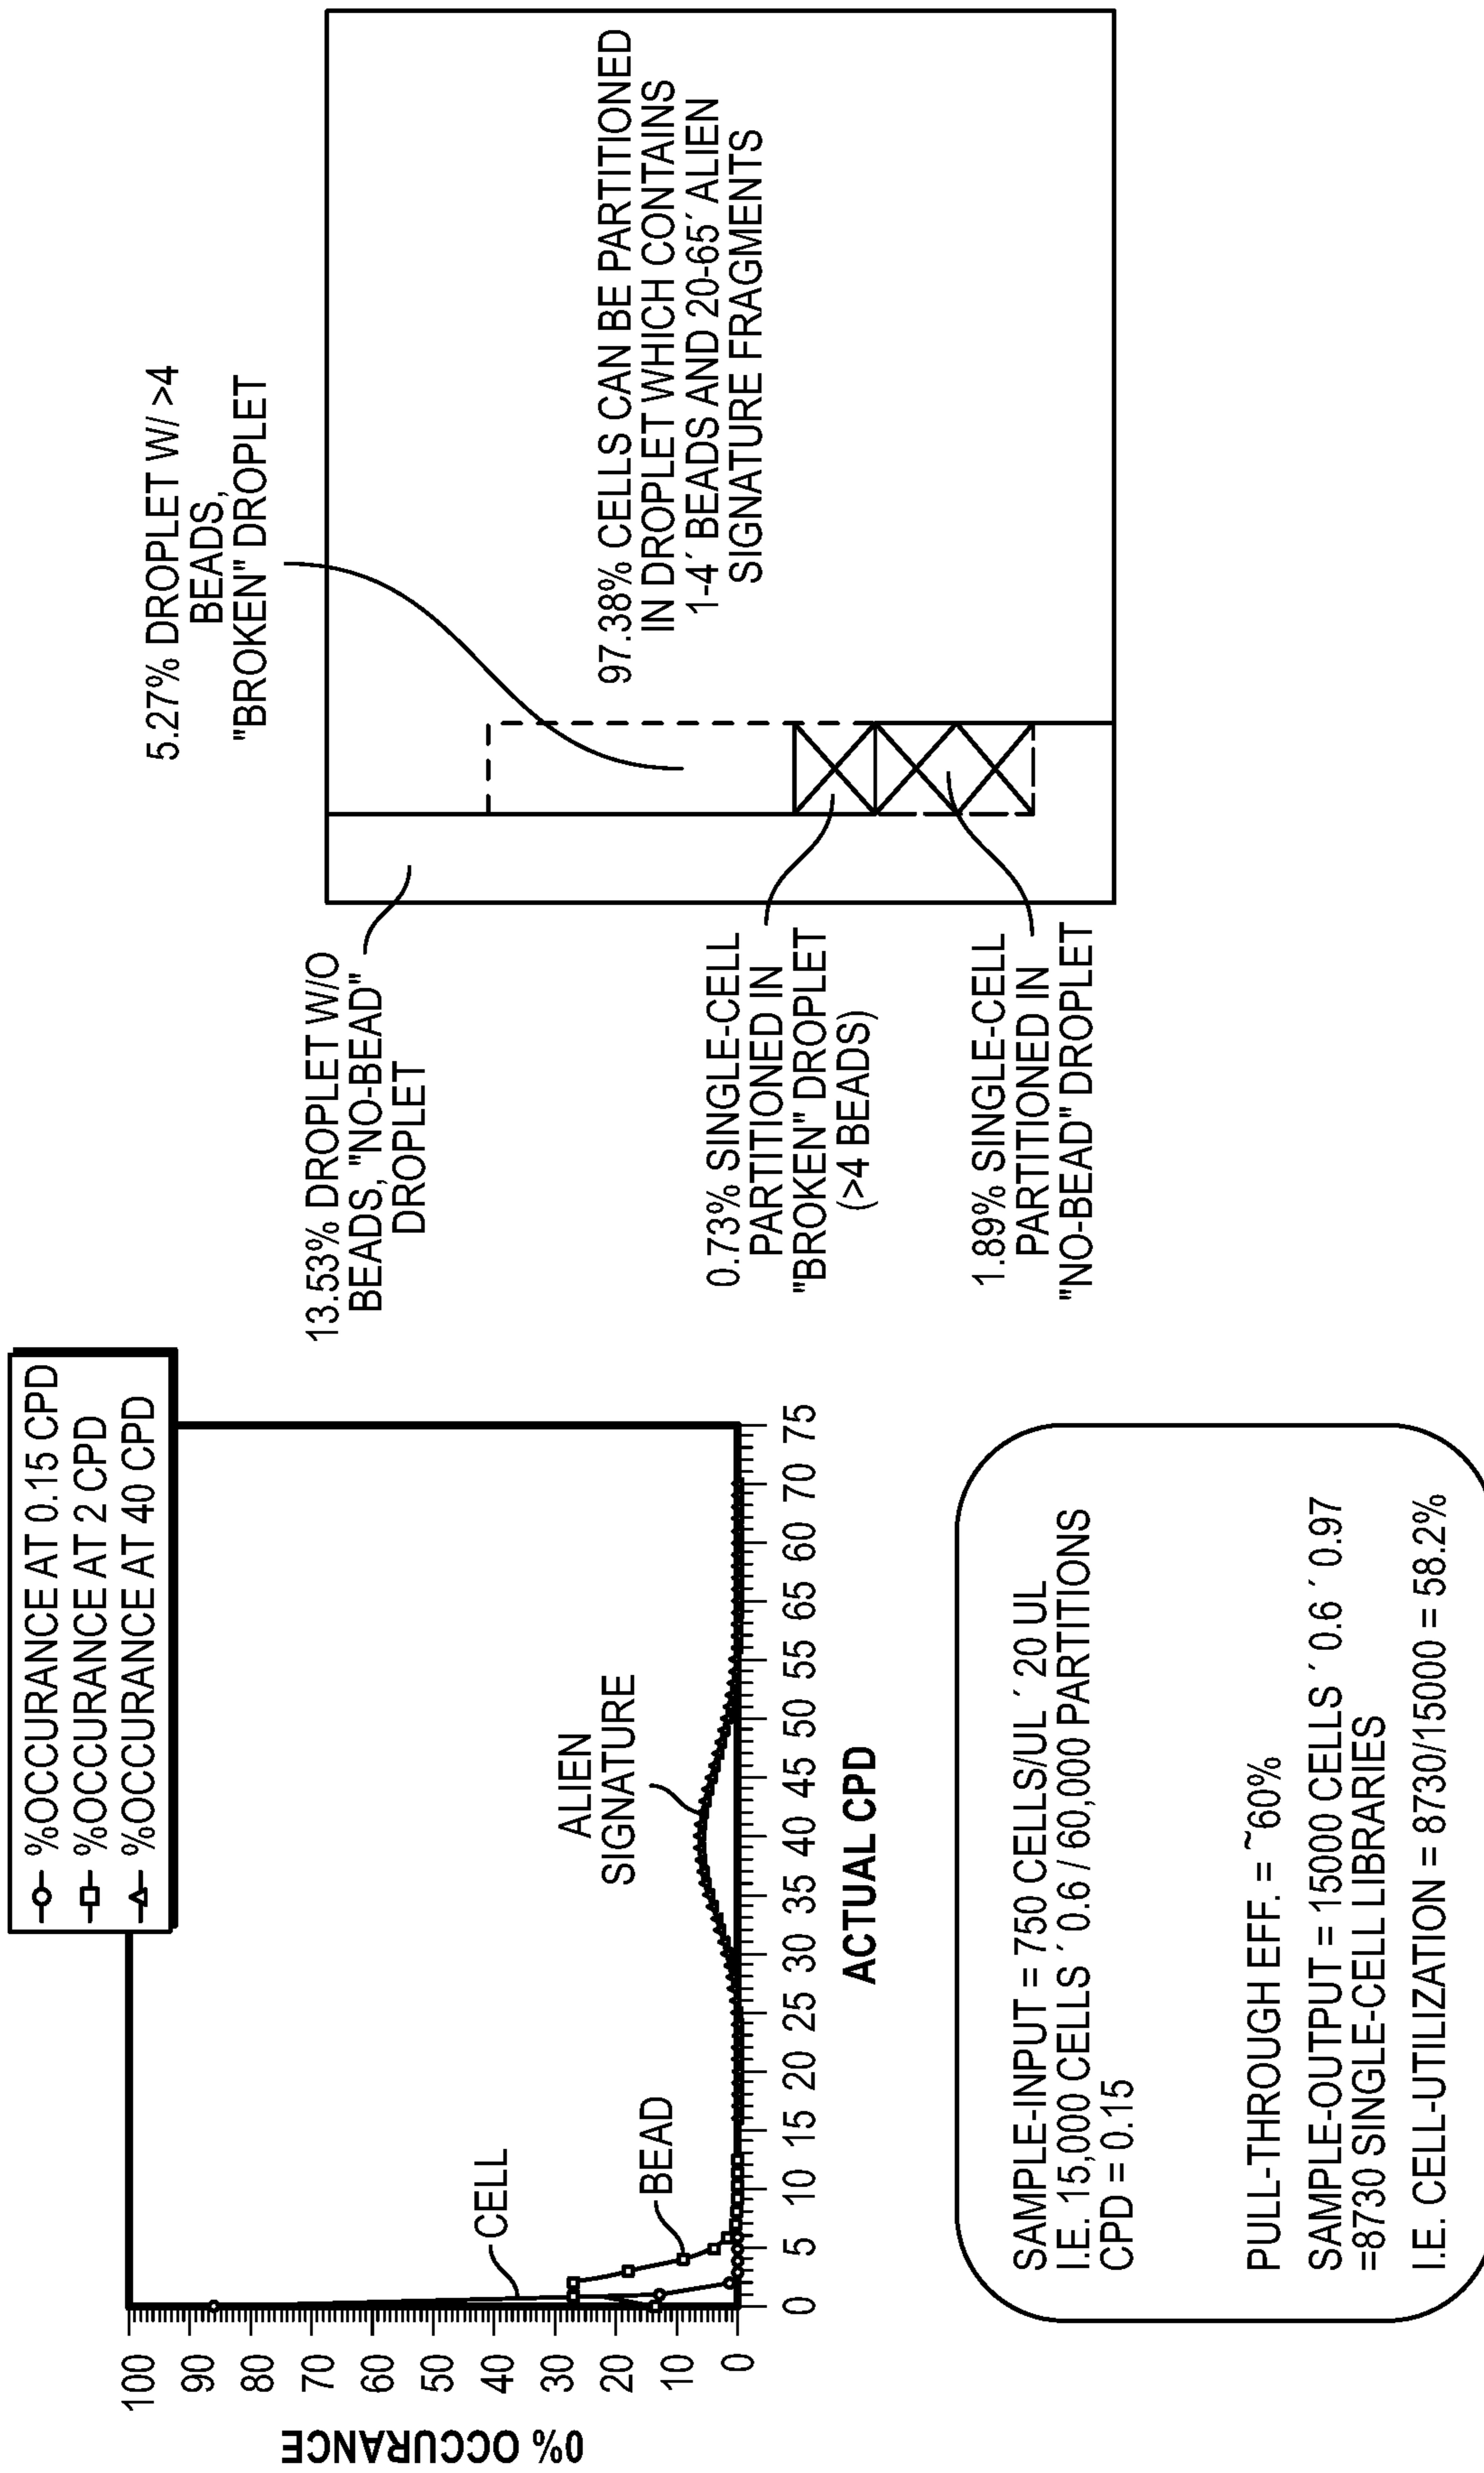 %OCCURANCE AT 0.15 CPD
%OCCURANCE AT 2 CPD
%OCCURANCE AT 40 CPD
0% OCCURANCE
100
90
80
70
60
50
40
30
20
10
0
CELL
BEAD
ALIEN
SIGNATURE
0 5 10 15 20 25 30 35 40 45 50 55 60 65 70 75
ACTUAL CPD
SAMPLE-INPUT = 750 CELLS/UL ´ 20 UL
I.E. 15,000 CELLS ´ 0.6 / 60,000 PARTITIONS
CPD = 0.15
PULL-THROUGH EFF. = ~60%
SAMPLE-OUTPUT = 15000 CELLS ´ 0.6 ´ 0.97
=8730 SINGLE-CELL LIBRARIES
I.E. CELL-UTILIZATION = 8730/15000 = 58.2%
13.53% DROPLET W/O
BEADS, "NO-BEAD"
DROPLET
5.27% DROPLET W/ >4
BEADS,
"BROKEN" DROPLET
97.38% CELLS CAN BE PARTITIONED
IN DROPLET WHICH CONTAINS
1-4´ BEADS AND 20-65´ ALIEN
SIGNATURE FRAGMENTS
0.73% SINGLE-CELL
PARTITIONED IN
"BROKEN" DROPLET
(>4 BEADS)
1.89% SINGLE-CELL
PARTITIONED IN
"NO-BEAD" DROPLET